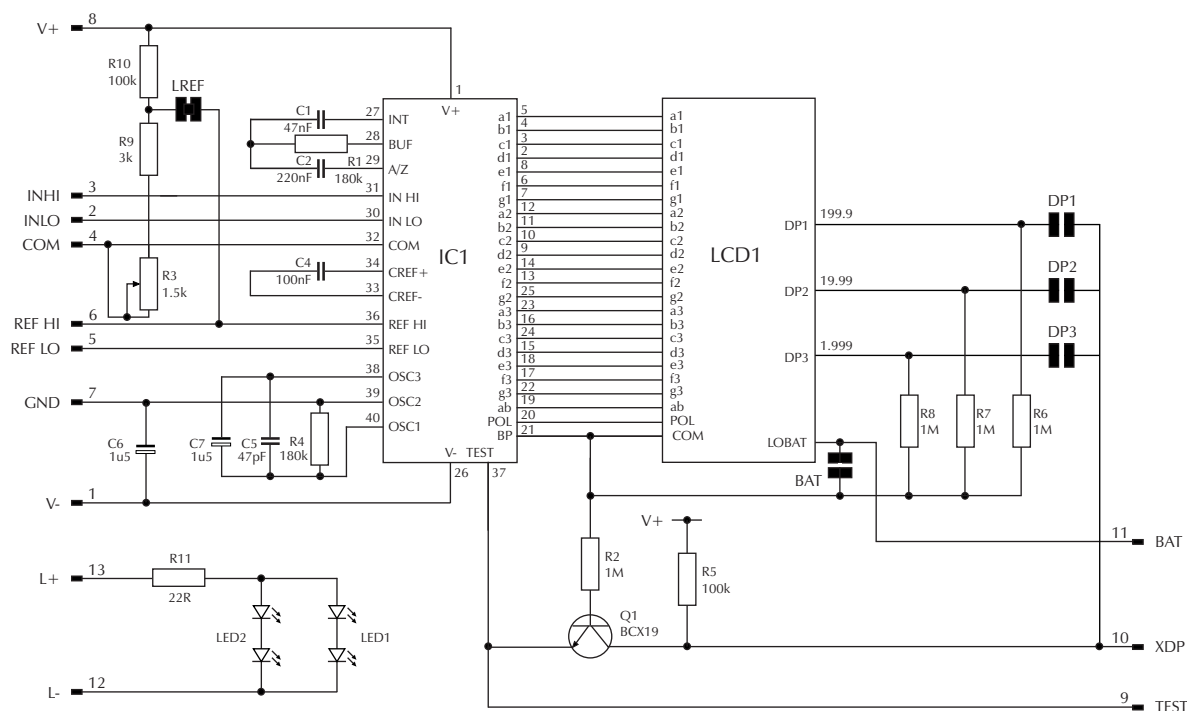 V+ 8
R10
100k
LREF
R9
3k
INHI 3
INLO 2
COM 4
R3
1.5k
REF HI 6
REF LO 5
GND 7
C6
1u5
C7
1u5
C5
47pF
R4
180k
V- 1
C1
47nF
C2
220nF
R1
180k
C4
100nF
1
V+
27 INT
28 BUF
29 A/Z
31 IN HI
30 IN LO
32 COM
34 CREF+
33 CREF-
36 REF HI
35 REF LO
38 OSC3
39 OSC2
40 OSC1
IC1
V- TEST
26 37
a1 5 a1
b1 4 b1
c1 3 c1
d1 2 d1
e1 8 e1
f1 6 f1
g1 7 g1
a2 12 a2
b2 11 b2
c2 10 c2
d2 9 d2
e2 14 e2
f2 13 f2
g2 25 g2
a3 23 a3
b3 16 b3
c3 24 c3
d3 15 d3
e3 18 e3
f3 17 f3
g3 22 g3
ab 19 ab
POL 20 POL
BP 21 COM
LCD1
DP1 199.9
DP2 19.99
DP3 1.999
LOBAT
DP1
DP2
DP3
R8
1M
R7
1M
R6
1M
BAT
V+
R2
1M
R5
100k
Q1
BCX19
11 BAT
10 XDP
9 TEST
L+ 13
R11
22R
LED2
LED1
L- 12